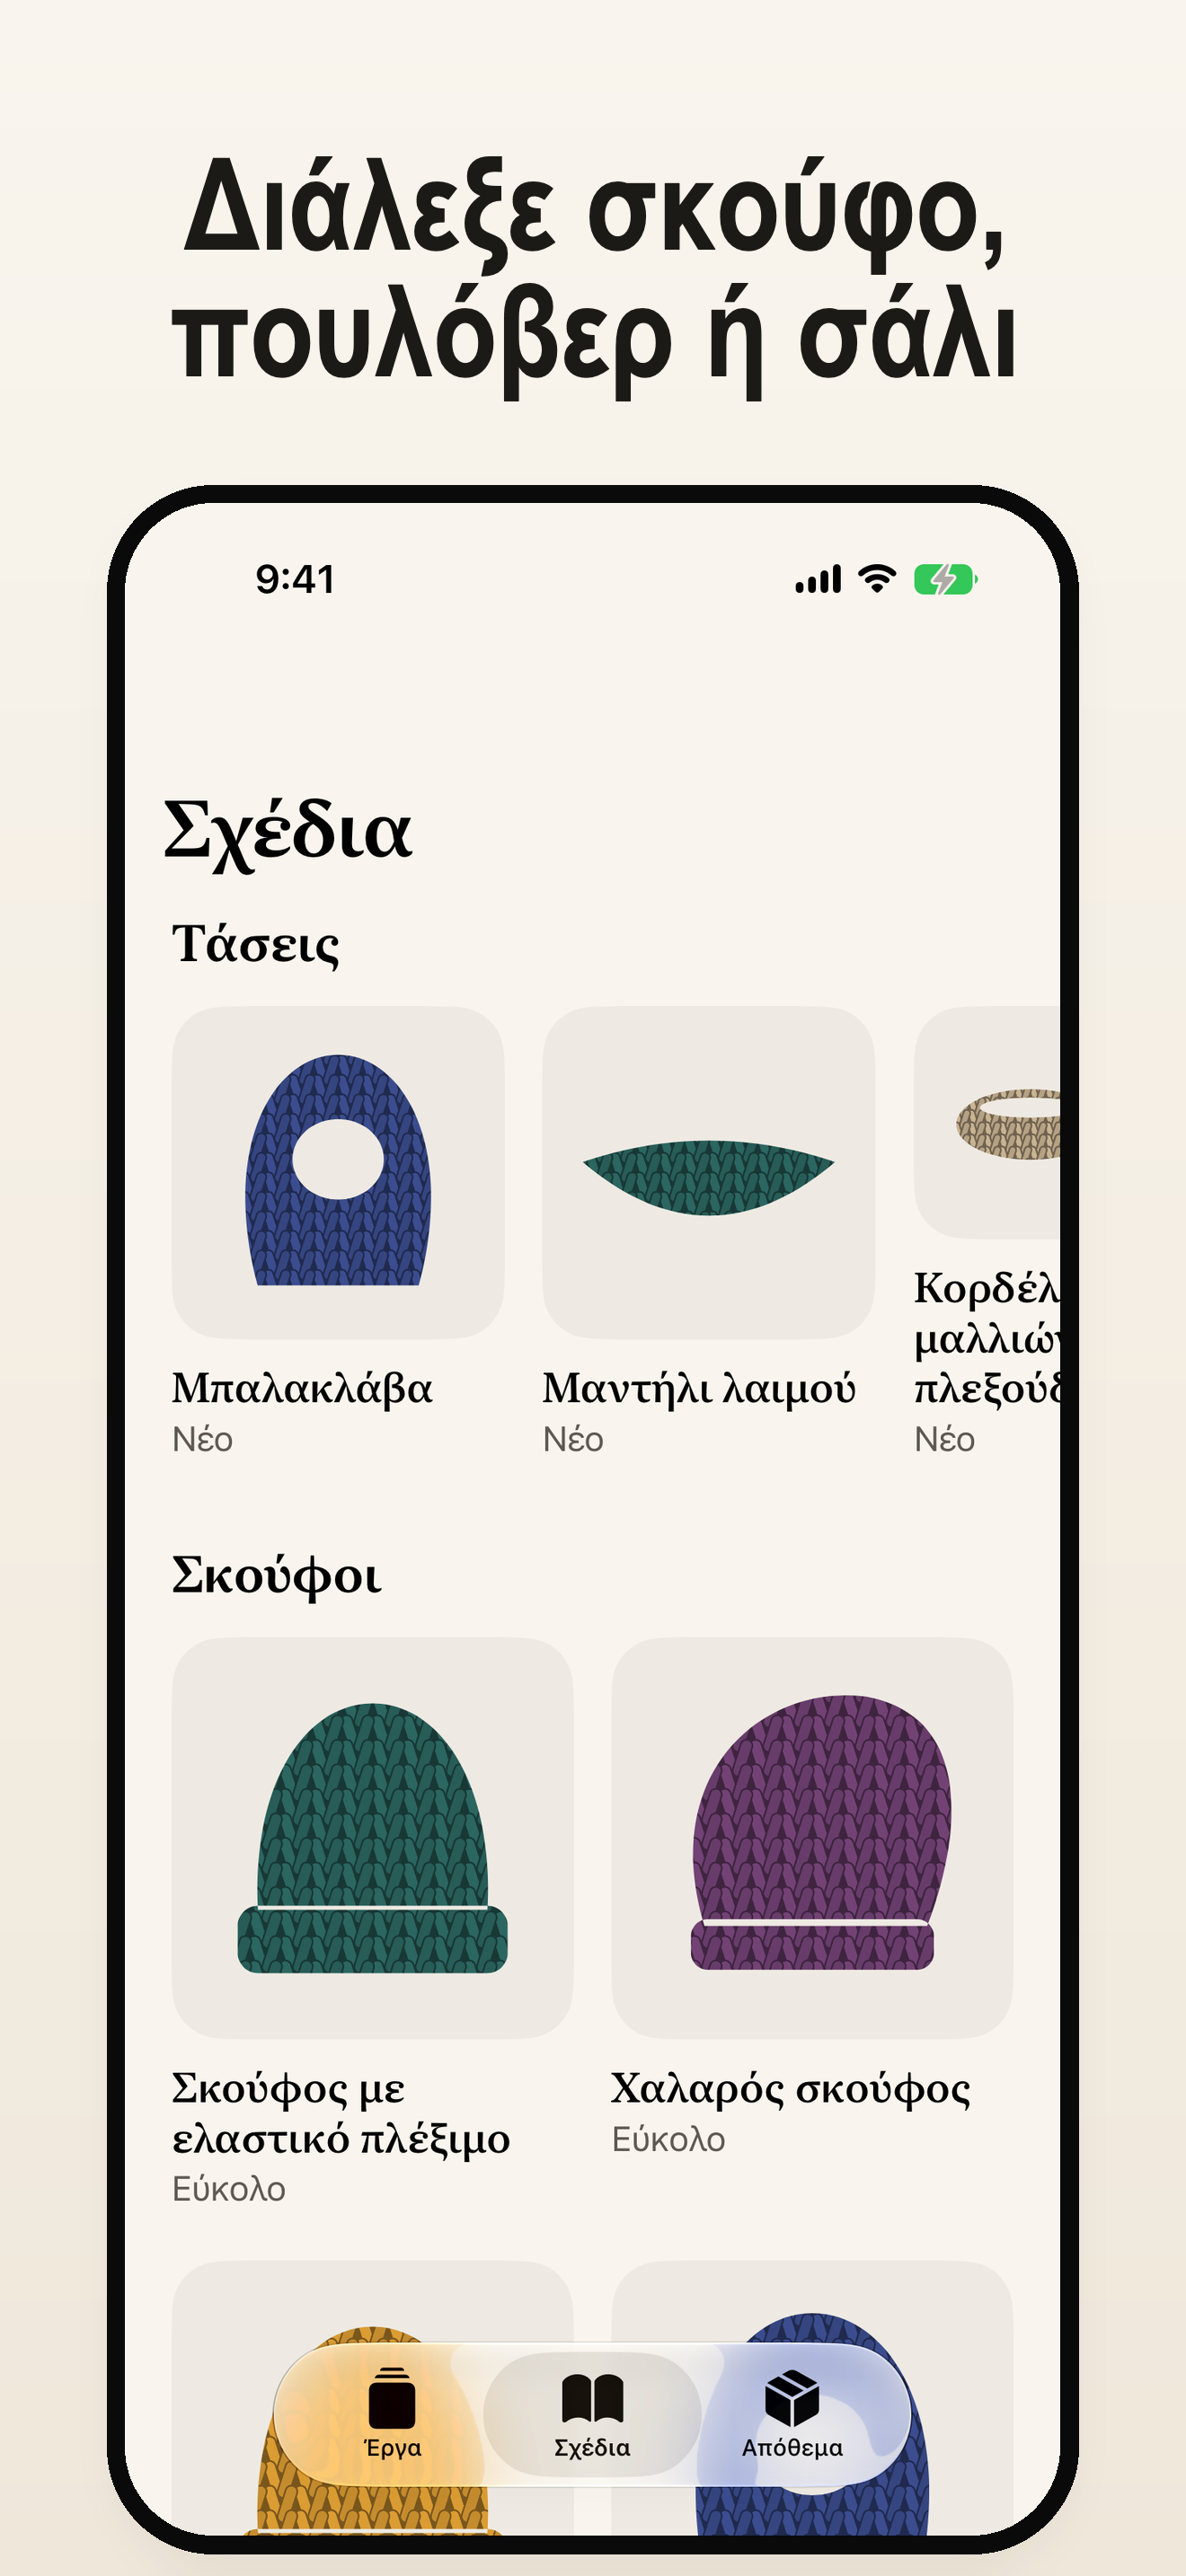 Διάλεξε σκούφο,
πουλόβερ ή σάλι
9:41
Σχέδια
Τάσεις
Μπαλακλάβα
Νέο
Μαντήλι λαιμού
Νέο
Νέο
Σκούφοι
Σκούφος με
ελαστικό πλέξιμο
Εύκολο
Χαλαρός σκούφος
Εύκολο
Έργα
Σχέδια
Απόθεμα